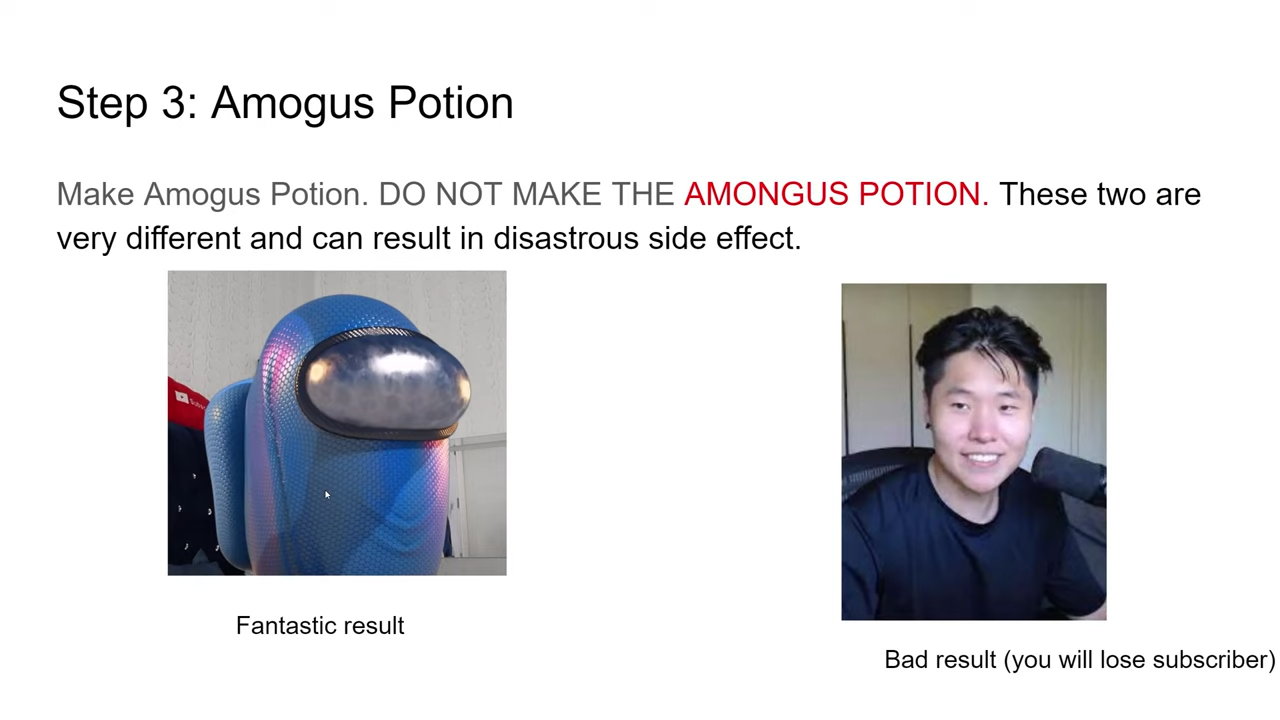 Step 3: Amogus Potion
Make Amogus Potion. DO NOT MAKE THE AMONGUS POTION. These two are
very different and can result in disastrous side effect.
Fantastic result
Bad result (you will lose subscriber)